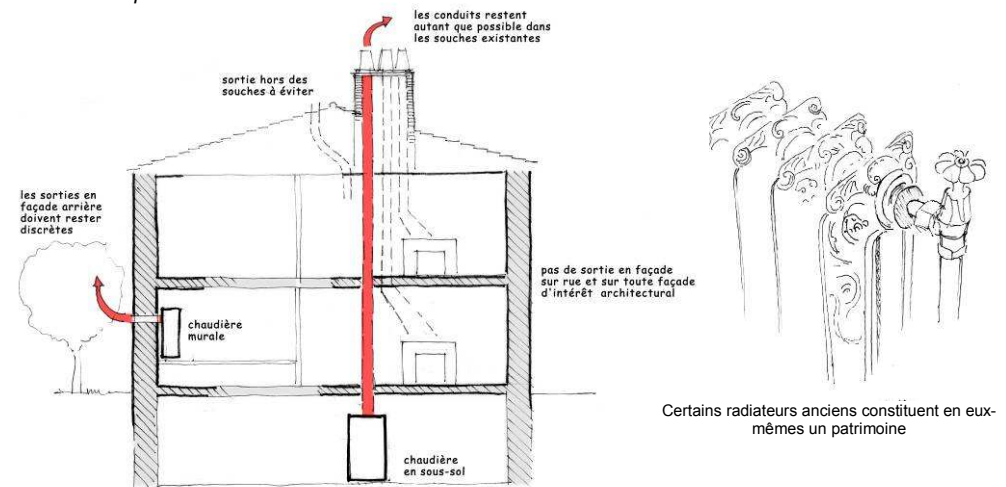 les conduits restent
autant que possible dans
les souches existantes
sortie hors des
souches à éviter
les sorties en
façade arrière
doivent rester
discrètes
pas de sortie en façade
sur rue et sur toute façade
d'intérêt architectural
chaudière
murale
chaudière
en sous-sol
Certains radiateurs anciens constituent en eux-
mêmes un patrimoine